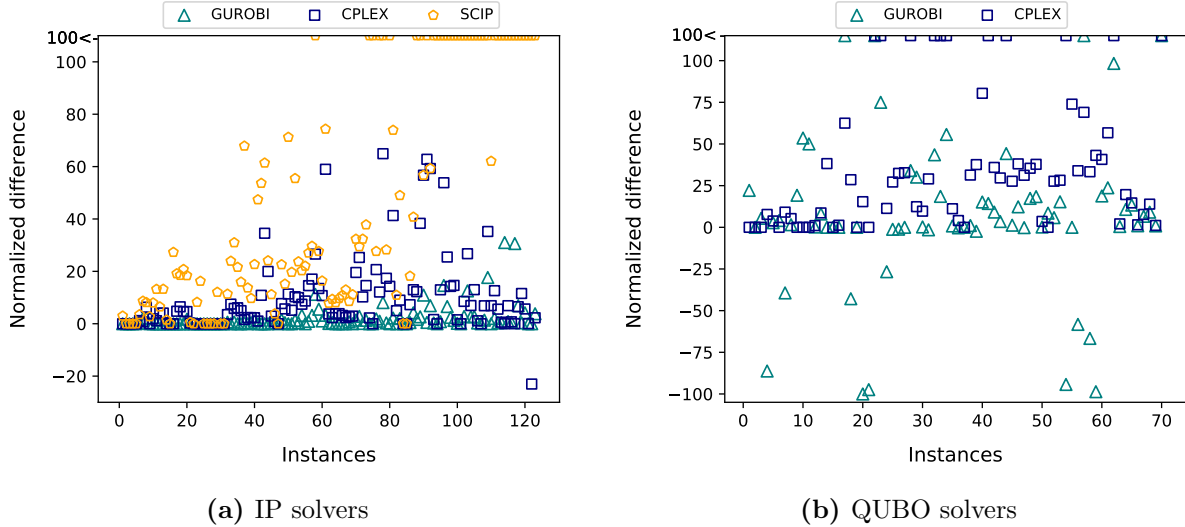 GUROBI CPLEX SCIP
100<
100
80
60
40
20
0
−20
0 20 40 60 80 100 120
Normalized difference
Instances
(a) IP solvers
GUROBI CPLEX
100<
100
75
50
25
0
−25
−50
−75
−100
0 10 20 30 40 50 60 70
Normalized difference
Instances
(b) QUBO solvers